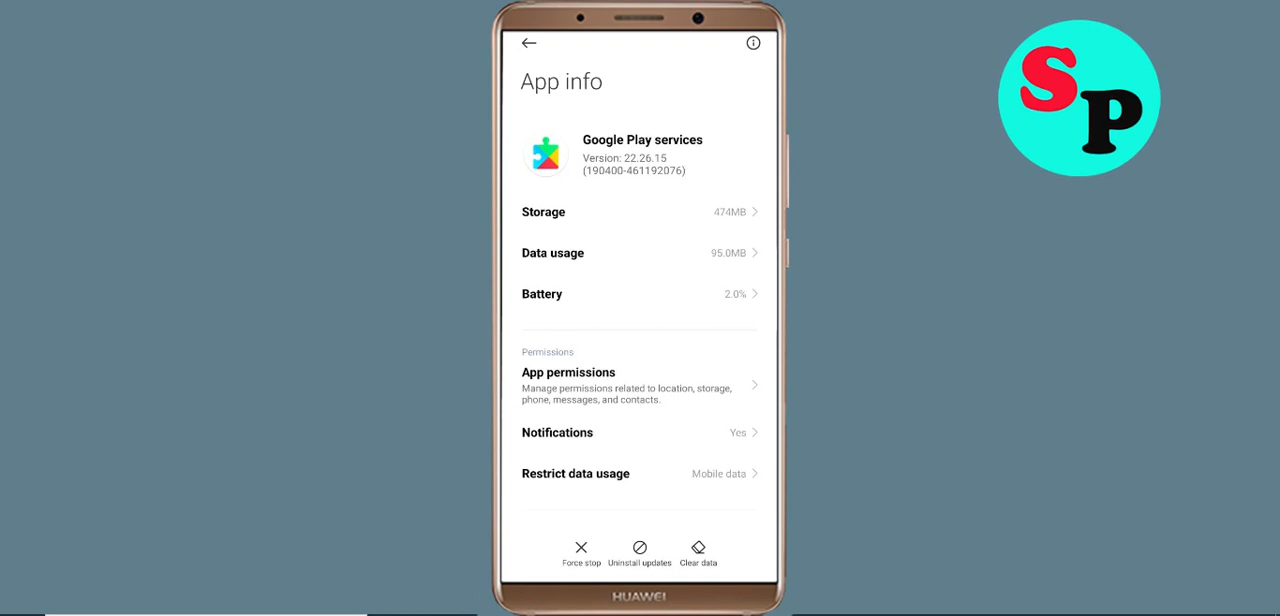 App info
Google Play services
Version: 22.26.15
(190400-461192076)
Storage 474MB
Data usage 95.0MB
Battery 2.0%
Permissions
App permissions
Manage permissions related to location, storage,
phone, messages, and contacts.
Notifications Yes
Restrict data usage Mobile data
Force stop Uninstall updates Clear data
HUAWEI
SP